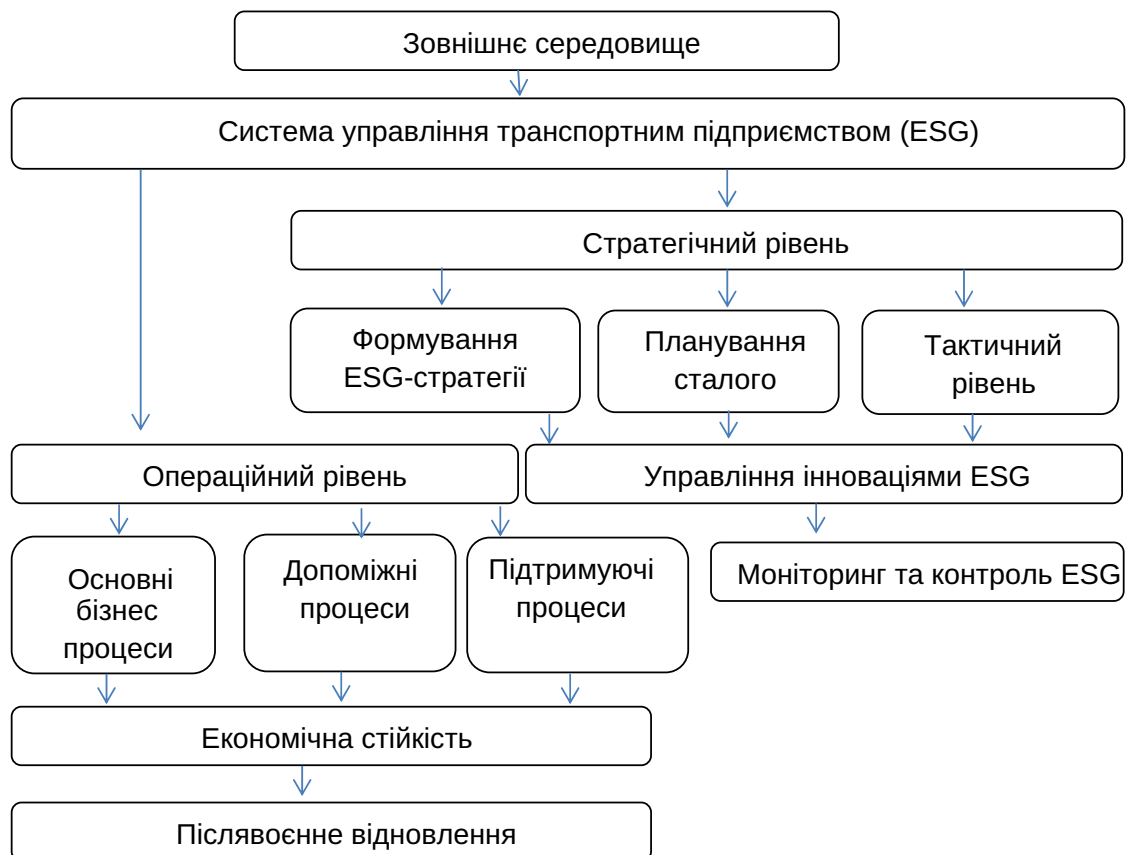 Зовнішнє середовище
Система управління транспортним підприємством (ESG)
Стратегічний рівень
Формування
ESG-стратегії
Планування
сталого
Тактичний
рівень
Операційний рівень
Управління інноваціями ESG
Основні
бізнес
процеси
Допоміжні
процеси
Підтримуючі
процеси
Моніторинг та контроль ESG
Економічна стійкість
Післявоєнне відновлення